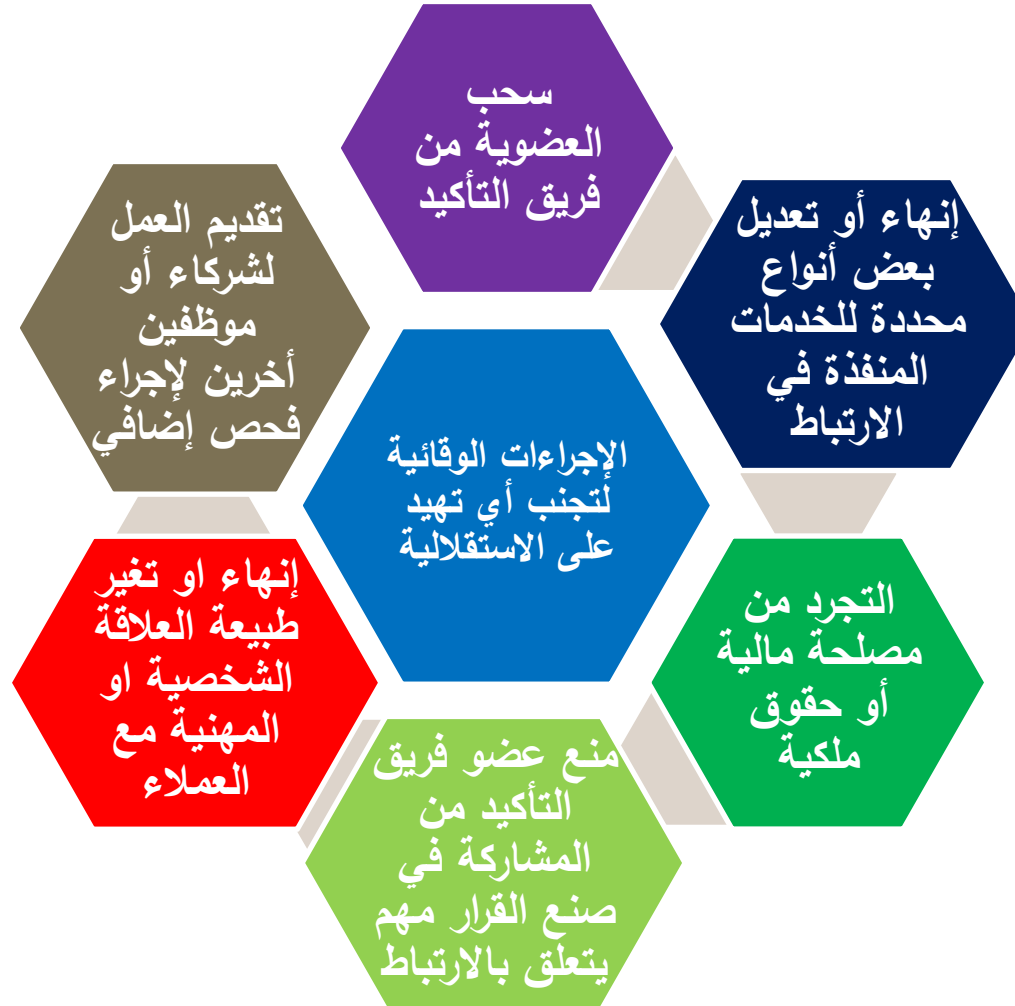 سحب
العضوية من
فريق التأكيد
إنهاء أو تعديل
بعض أنواع
محددة للخدمات
المنفذة في
الارتباط
التجرد من
مصلحة مالية
أو حقوق
ملكية
منع عضو فريق
التأكيد من
المشاركة في
صنع القرار مهم
يتعلق بالارتباط
إنهاء او تغير
طبيعة العلاقة
الشخصية او
المهنية مع
العملاء
تقديم العمل
لشركاء أو
موظفين
أخرين لإجراء
فحص إضافي
الإجراءات الوقائية
لتجنب أي تهيد
على الاستقلالية